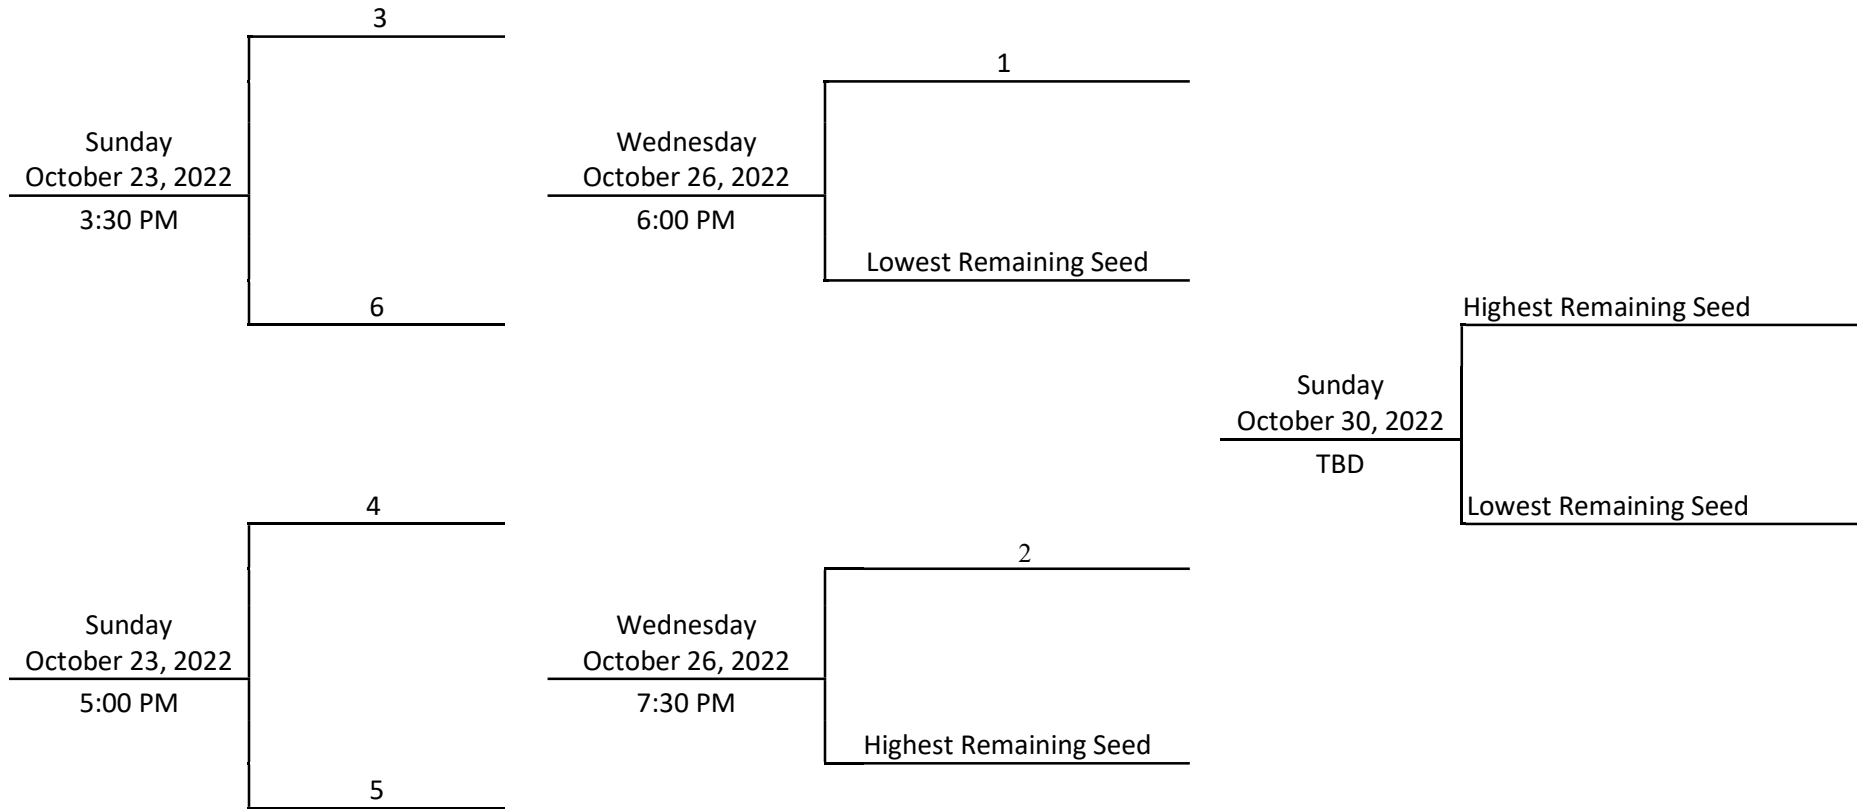 3
Sunday
October 23, 2022
3:30 PM
6
4
Sunday
October 23, 2022
5:00 PM
5
1
Wednesday
October 26, 2022
6:00 PM
Lowest Remaining Seed
2
Wednesday
October 26, 2022
7:30 PM
Highest Remaining Seed
Highest Remaining Seed
Sunday
October 30, 2022
TBD
Lowest Remaining Seed